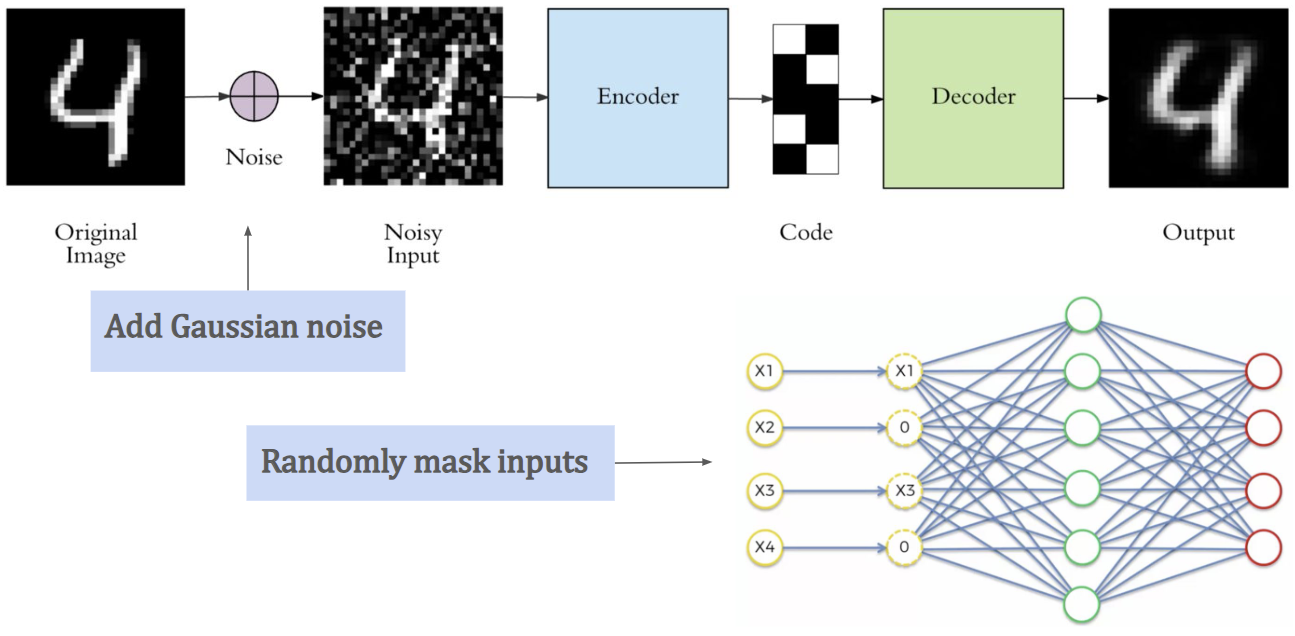 Encoder
Decoder
Noise
Original
Image
Noisy
Input
Code
Output
Add Gaussian noise
Randomly mask inputs
X1
X1
X2
0
X3
X3
X4
0